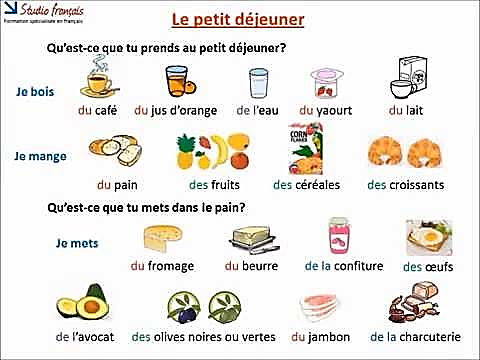 Studio français
Formation spécialisée en français
Le petit déjeuner
Qu'est-ce que tu prends au petit déjeuner?
Je bois
du café
du jus d'orange
de l'eau
du yaourt
du lait
Je mange
CORN FLAKES
du pain
des fruits
des céréales
des croissants
Qu'est-ce que tu mets dans le pain?
Je mets
du fromage
du beurre
de la confiture
des œufs
de l'avocat
des olives noires ou vertes
du jambon
de la charcuterie